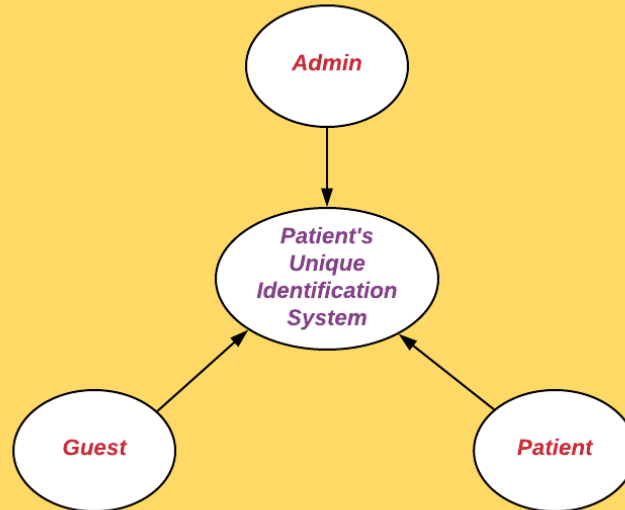 Admin
Patient's
Unique
Identification
System
Guest
Patient